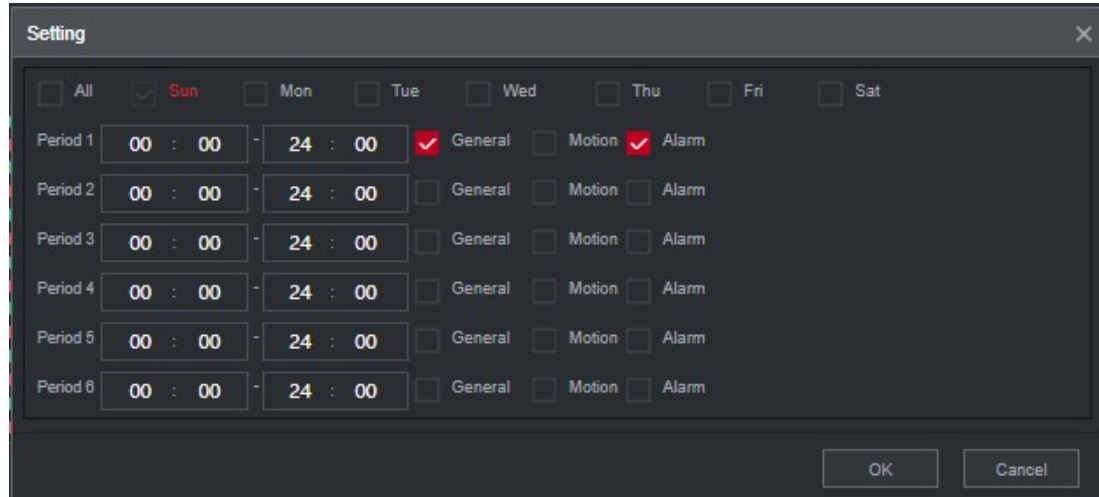 Setting
All Sun Mon Tue Wed Thu Fri Sat
Period 1 00 : 00 - 24 : 00 General Motion Alarm
Period 2 00 : 00 - 24 : 00 General Motion Alarm
Period 3 00 : 00 - 24 : 00 General Motion Alarm
Period 4 00 : 00 - 24 : 00 General Motion Alarm
Period 5 00 : 00 - 24 : 00 General Motion Alarm
Period 6 00 : 00 - 24 : 00 General Motion Alarm
OK Cancel